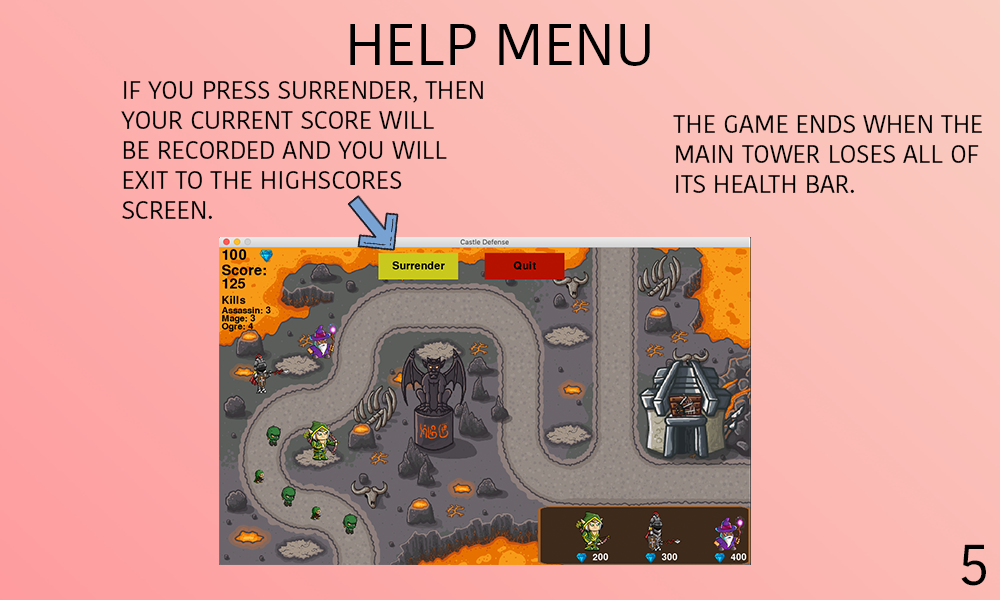 HELP MENU
IF YOU PRESS SURRENDER, THEN
YOUR CURRENT SCORE WILL
BE RECORDED AND YOU WILL
EXIT TO THE HIGHSCORES
SCREEN.
THE GAME ENDS WHEN THE
MAIN TOWER LOSES ALL OF
ITS HEALTH BAR.
Castle Defense
100
Score:
125
Kills
Assassin: 3
Mage: 3
Ogre: 4
Surrender
Quit
200
300
400
5